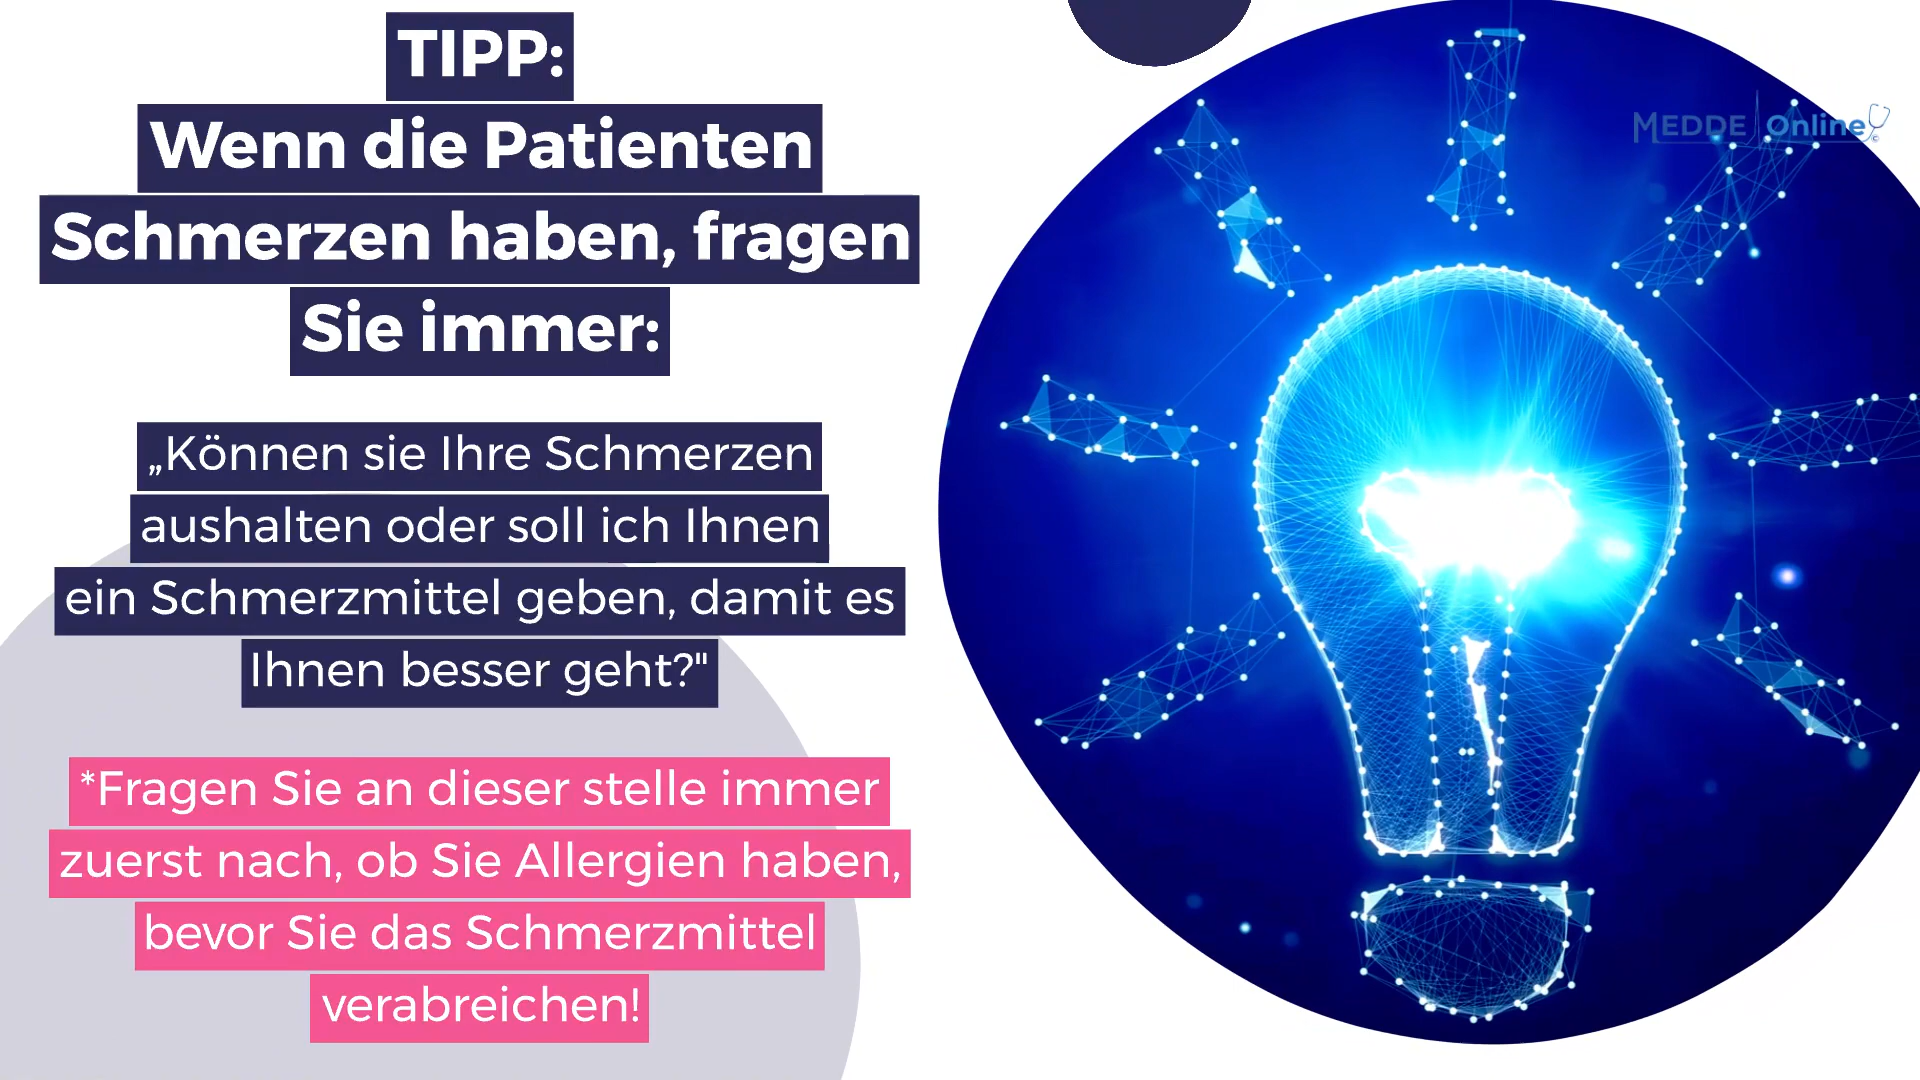 TIPP:
Wenn die Patienten
Schmerzen haben, fragen
Sie immer:
„Können sie Ihre Schmerzen
aushalten oder soll ich Ihnen
ein Schmerzmittel geben, damit es
Ihnen besser geht?"
*Fragen Sie an dieser stelle immer
zuerst nach, ob Sie Allergien haben,
bevor Sie das Schmerzmittel
verabreichen!
MEDDE Online